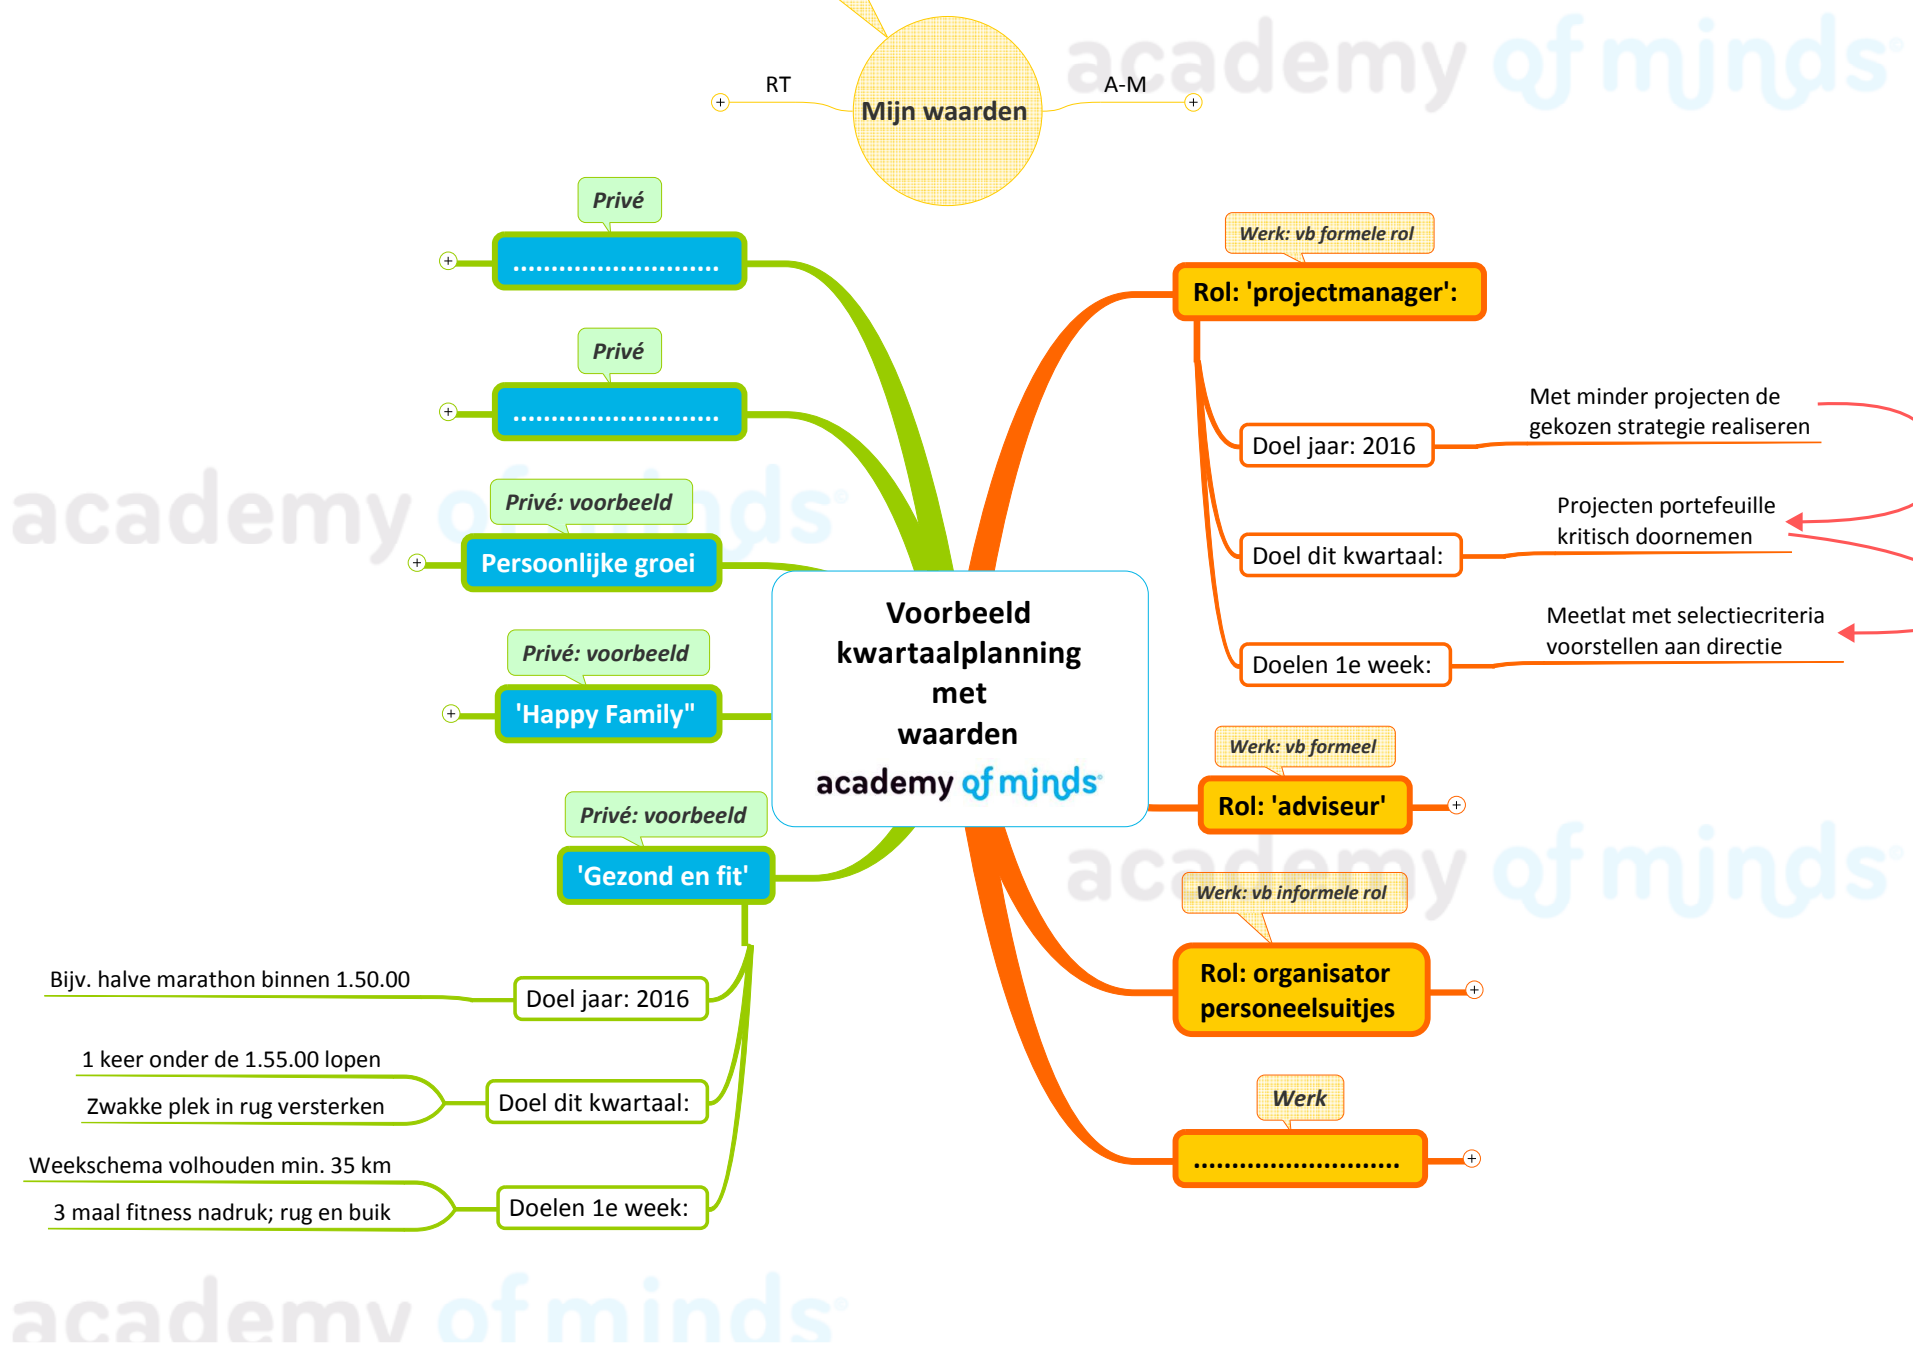 academy of minds
RT
Mijn waarden
A-M
Privé
...........................
Privé
...........................
academy of minds
Privé: voorbeeld
Persoonlijke groei
Privé: voorbeeld
'Happy Family"
Privé: voorbeeld
'Gezond en fit'
Bijv. halve marathon binnen 1.50.00
Doel jaar: 2016
1 keer onder de 1.55.00 lopen
Zwakke plek in rug versterken
Doel dit kwartaal:
Weekschema volhouden min. 35 km
3 maal fitness nadruk; rug en buik
Doelen 1e week:
Voorbeeld
kwartaalplanning
met
waarden
academy of minds
Werk: vb formele rol
Rol: 'projectmanager':
Doel jaar: 2016
Met minder projecten de
gekozen strategie realiseren
Doel dit kwartaal:
Projecten portefeuille
kritisch doornemen
Doelen 1e week:
Meetlat met selectiecriteria
voorstellen aan directie
Werk: vb formeel
Rol: 'adviseur'
academy of minds
Werk: vb informele rol
Rol: organisator
personeelsuitjes
Werk
...........................
academy of minds